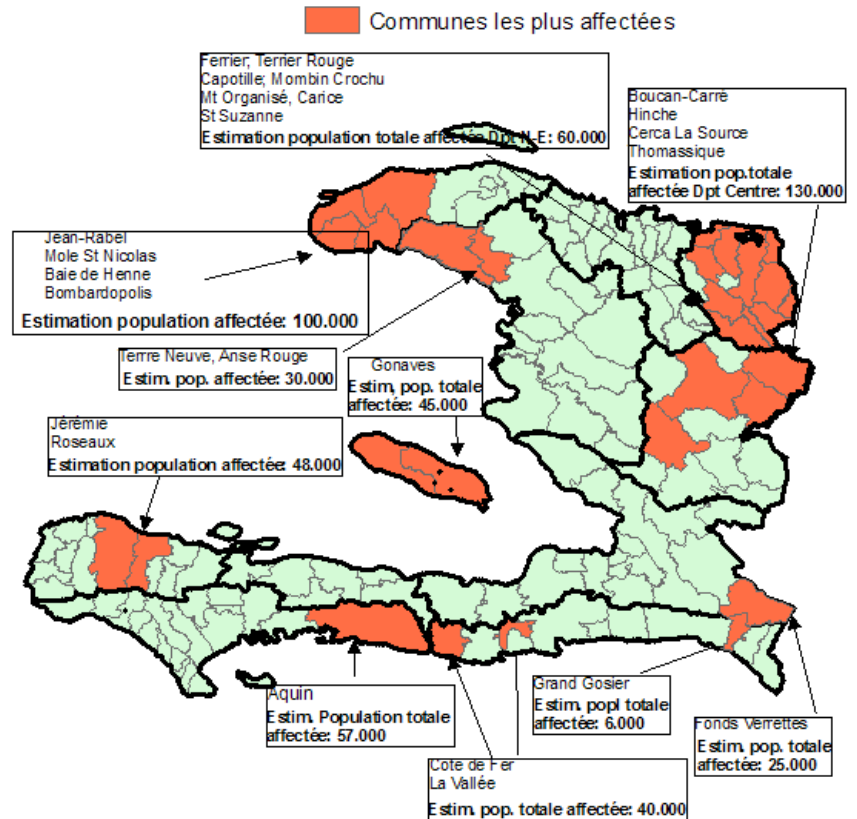 Communes les plus affectées
Ferrier; Terrier Rouge
Capotille; Mombin Crochu
Mt Organisé, Carice
St Suzanne
Estimation population totale affectée Dpt N-E: 60.000
Boucan-Carré
Hinche
Cerca La Source
Thomassique
Estimation pop.totale
affectée Dpt Centre: 130.000
Jean-Rabel
Mole St Nicolas
Baie de Henne
Bombardopolis
Estimation population affectée: 100.000
Terrre Neuve, Anse Rouge
Estim. pop. affectée: 30.000
Gonaves
Estim. pop. totale
affectée: 45.000
Jérémie
Roseaux
Estimation population affectée: 48.000
Aquin
Estim. Population totale
affectée: 57.000
Grand Gosier
Estim. popl totale
affectée: 6.000
Fonds Verrettes
Estim. pop. totale
affectée: 25.000
Cote de Fer
La Vallée
Estim. pop. totale affectée: 40.000